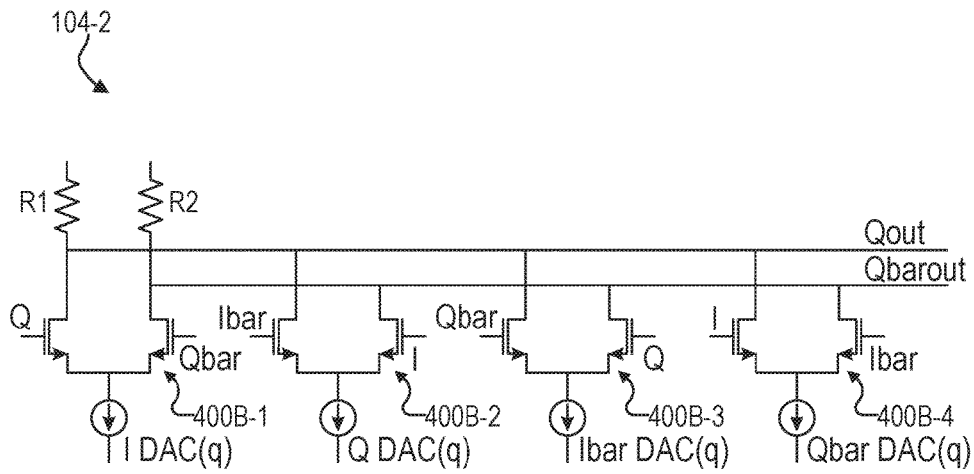 104-2
R1
R2
Qout
Qbarout
Q
Qbar
Ibar
I
Qbar
Q
I
Ibar
400B-1
400B-2
400B-3
400B-4
I DAC(q)
Q DAC(q)
Ibar DAC(q)
Qbar DAC(q)